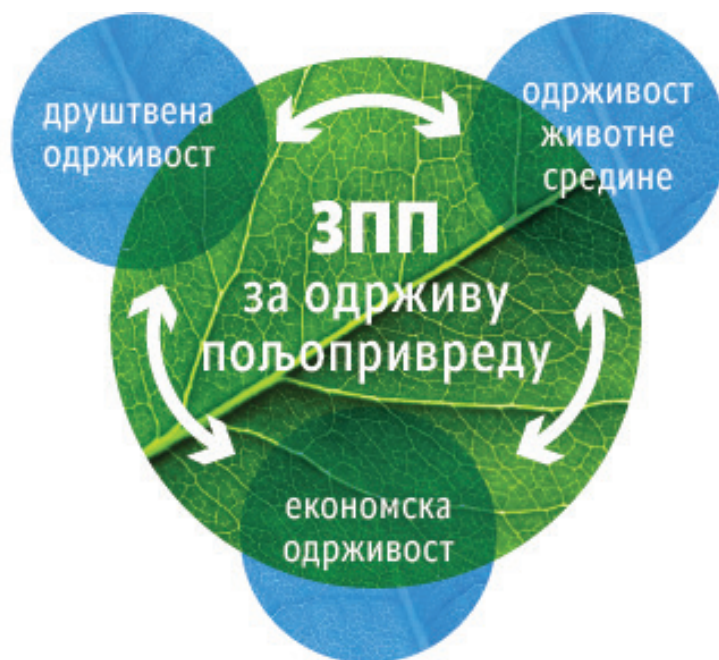 друштвена
одрживост
одрживост
животне
средине
ЗПП
за одрживу
пољопривреду
економска
одрживост